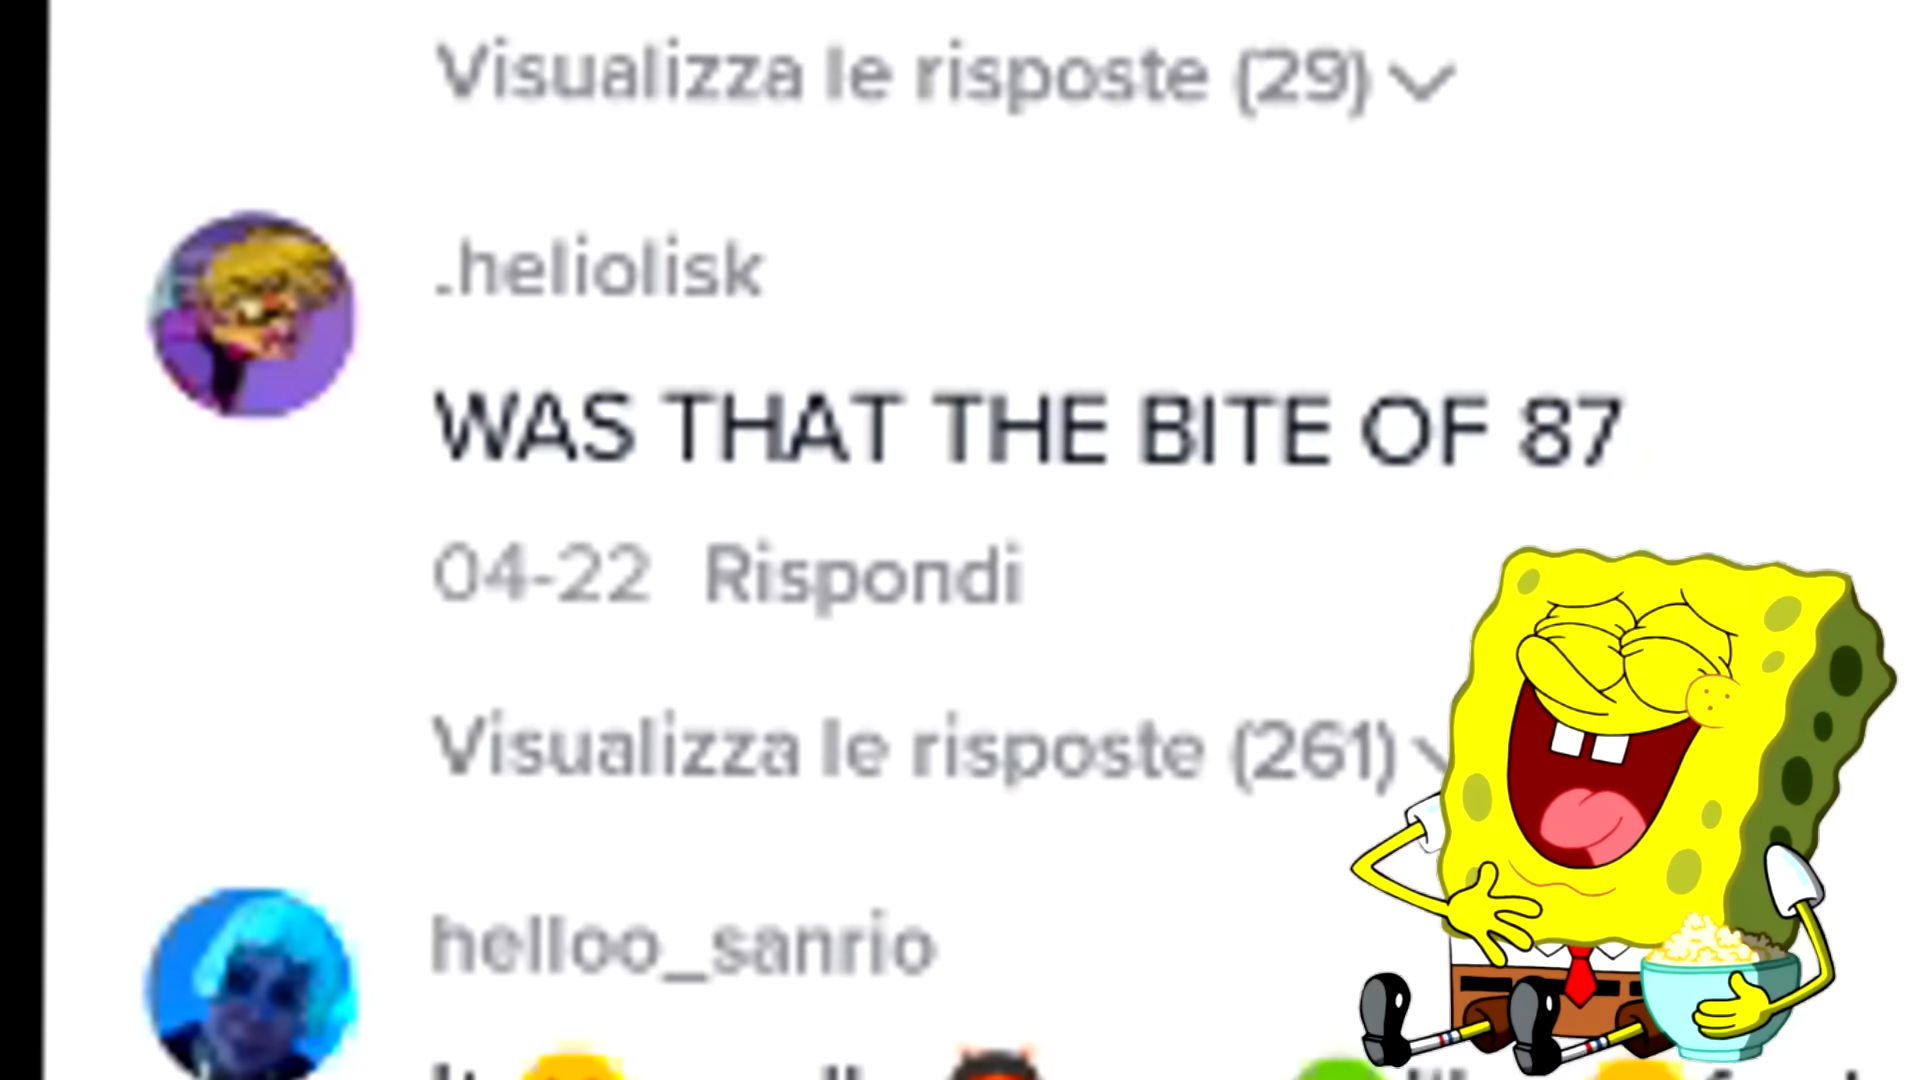 Visualizza le risposte (29)
.heliolisk
WAS THAT THE BITE OF 87
04-22 Rispondi
Visualizza le risposte (261)
helloo_sanrio